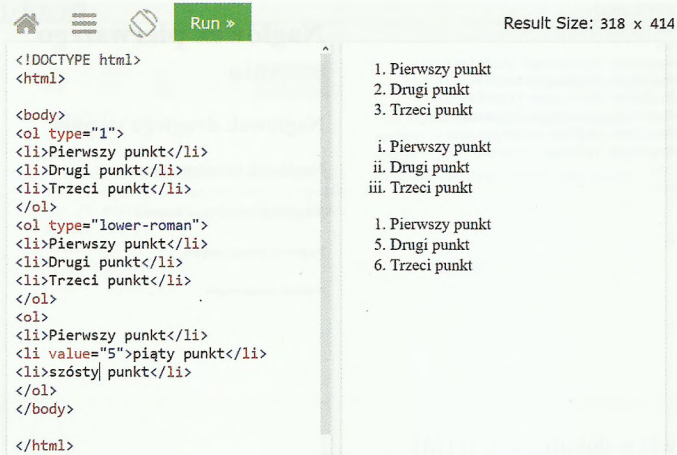 Run »
Result Size: 318 x 414
<!DOCTYPE html>
<html>
<body>
<ol type="1">
<li>Pierwszy punkt</li>
<li>Drugi punkt</li>
<li>Trzeci punkt</li>
</ol>
<ol type="lower-roman">
<li>Pierwszy punkt</li>
<li>Drugi punkt</li>
<li>Trzeci punkt</li>
</ol>
<ol>
<li>Pierwszy punkt</li>
<li value="5">piąty punkt</li>
<li>szósty punkt</li>
</ol>
</body>
</html>
1. Pierwszy punkt
2. Drugi punkt
3. Trzeci punkt
i. Pierwszy punkt
ii. Drugi punkt
iii. Trzeci punkt
1. Pierwszy punkt
5. Drugi punkt
6. Trzeci punkt